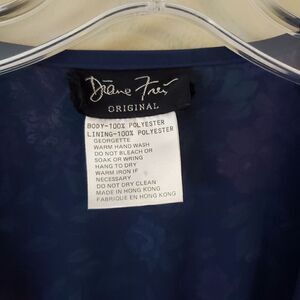 Diane Freis
ORIGINAL
BODY-100% POLYESTER
LINING-100% POLYESTER
GEORGETTE
WARM HAND WASH
DO NOT BLEACH OR
SOAK OR WRING
HANG TO DRY
WARM IRON IF
NECESSARY
DO NOT DRY CLEAN
MADE IN HONG KONG
FABRIQUE EN HONG KONG